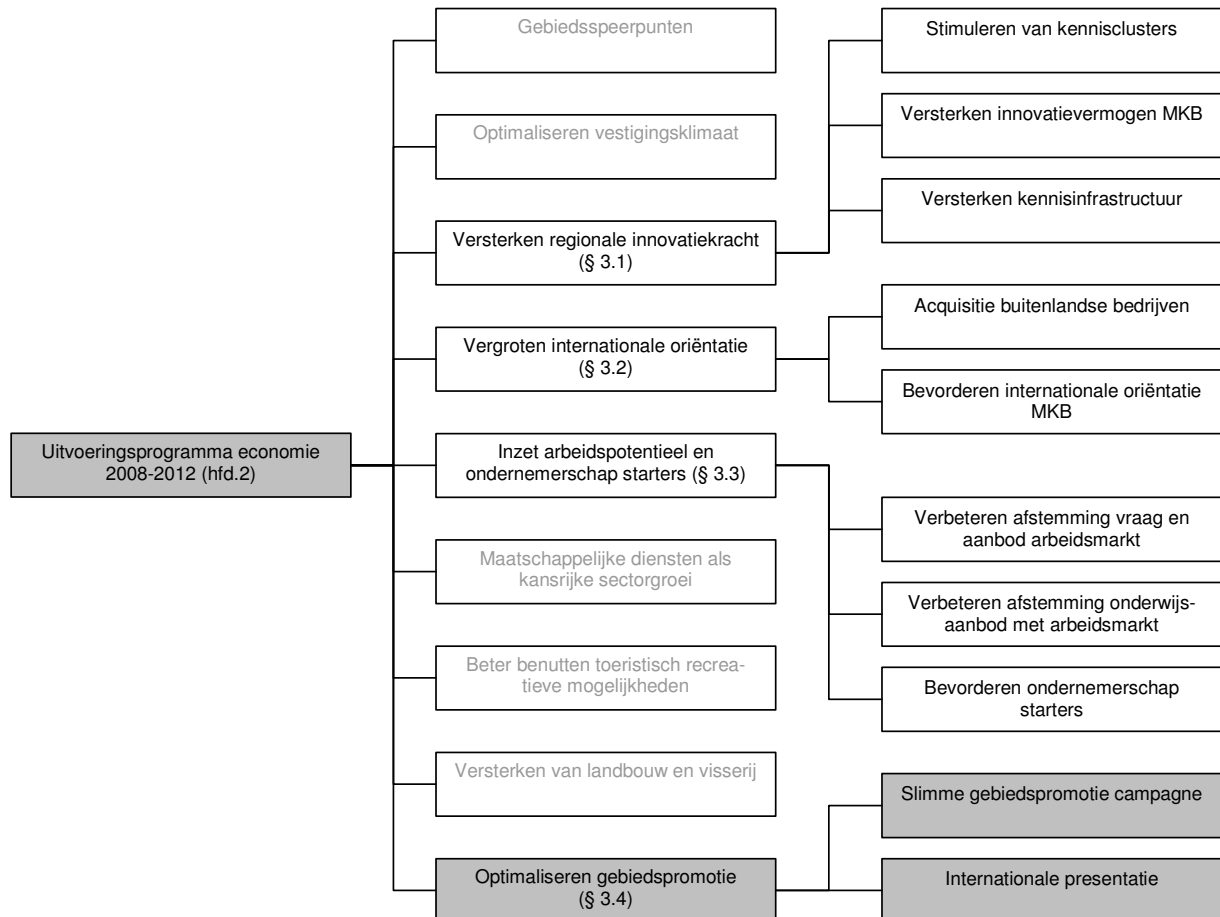 Uitvoeringsprogramma economie
2008-2012 (hfd.2)
Gebiedsspeerpunten
Optimaliseren vestigingsklimaat
Versterken regionale innovatiekracht
(§ 3.1)
Vergroten internationale oriëntatie
(§ 3.2)
Inzet arbeidspotentieel en
ondernemerschap starters (§ 3.3)
Maatschappelijke diensten als
kansrijke sectorgroei
Beter benutten toeristisch recrea-
tieve mogelijkheden
Versterken van landbouw en visserij
Optimaliseren gebiedspromotie
(§ 3.4)
Stimuleren van kennisclusters
Versterken innovatievermogen MKB
Versterken kennisinfrastructuur
Acquisitie buitenlandse bedrijven
Bevorderen internationale oriëntatie
MKB
Verbeteren afstemming vraag en
aanbod arbeidsmarkt
Verbeteren afstemming onderwijs-
aanbod met arbeidsmarkt
Bevorderen ondernemerschap
starters
Slimme gebiedspromotie campagne
Internationale presentatie